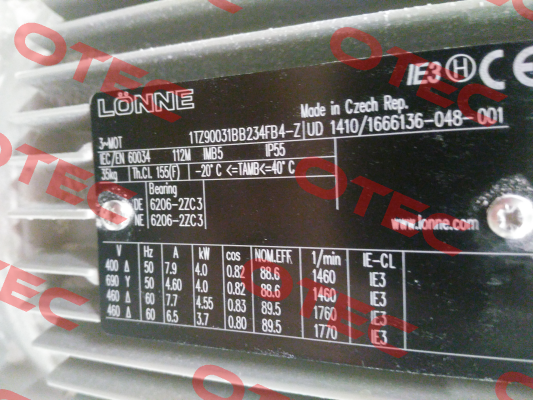 OTEC OTEC OTEC
LÖNNE
IE3 H CE
Made in Czech Rep.
3~MOT 1TZ90031BB234FB4-Z UD 1410/1666136-048-001
IEC/EN 60034 112M IMB5 IP55
35kg Th.CL 155(F) -20°C <=TAMB<=40°C
Bearing
DE 6206-2ZC3
NE 6206-2ZC3
www.lonne.com
V Hz A kW cos NOM.EFF 1/min IE-CL
400 Δ 50 7.9 4.0 0.82 88.6 1460 IE3
690 Y 50 4.60 4.0 0.82 88.6 1460 IE3
460 Δ 60 7.7 4.55 0.83 89.5 1760 IE3
460 Δ 60 6.5 3.7 0.80 89.5 1770 IE3